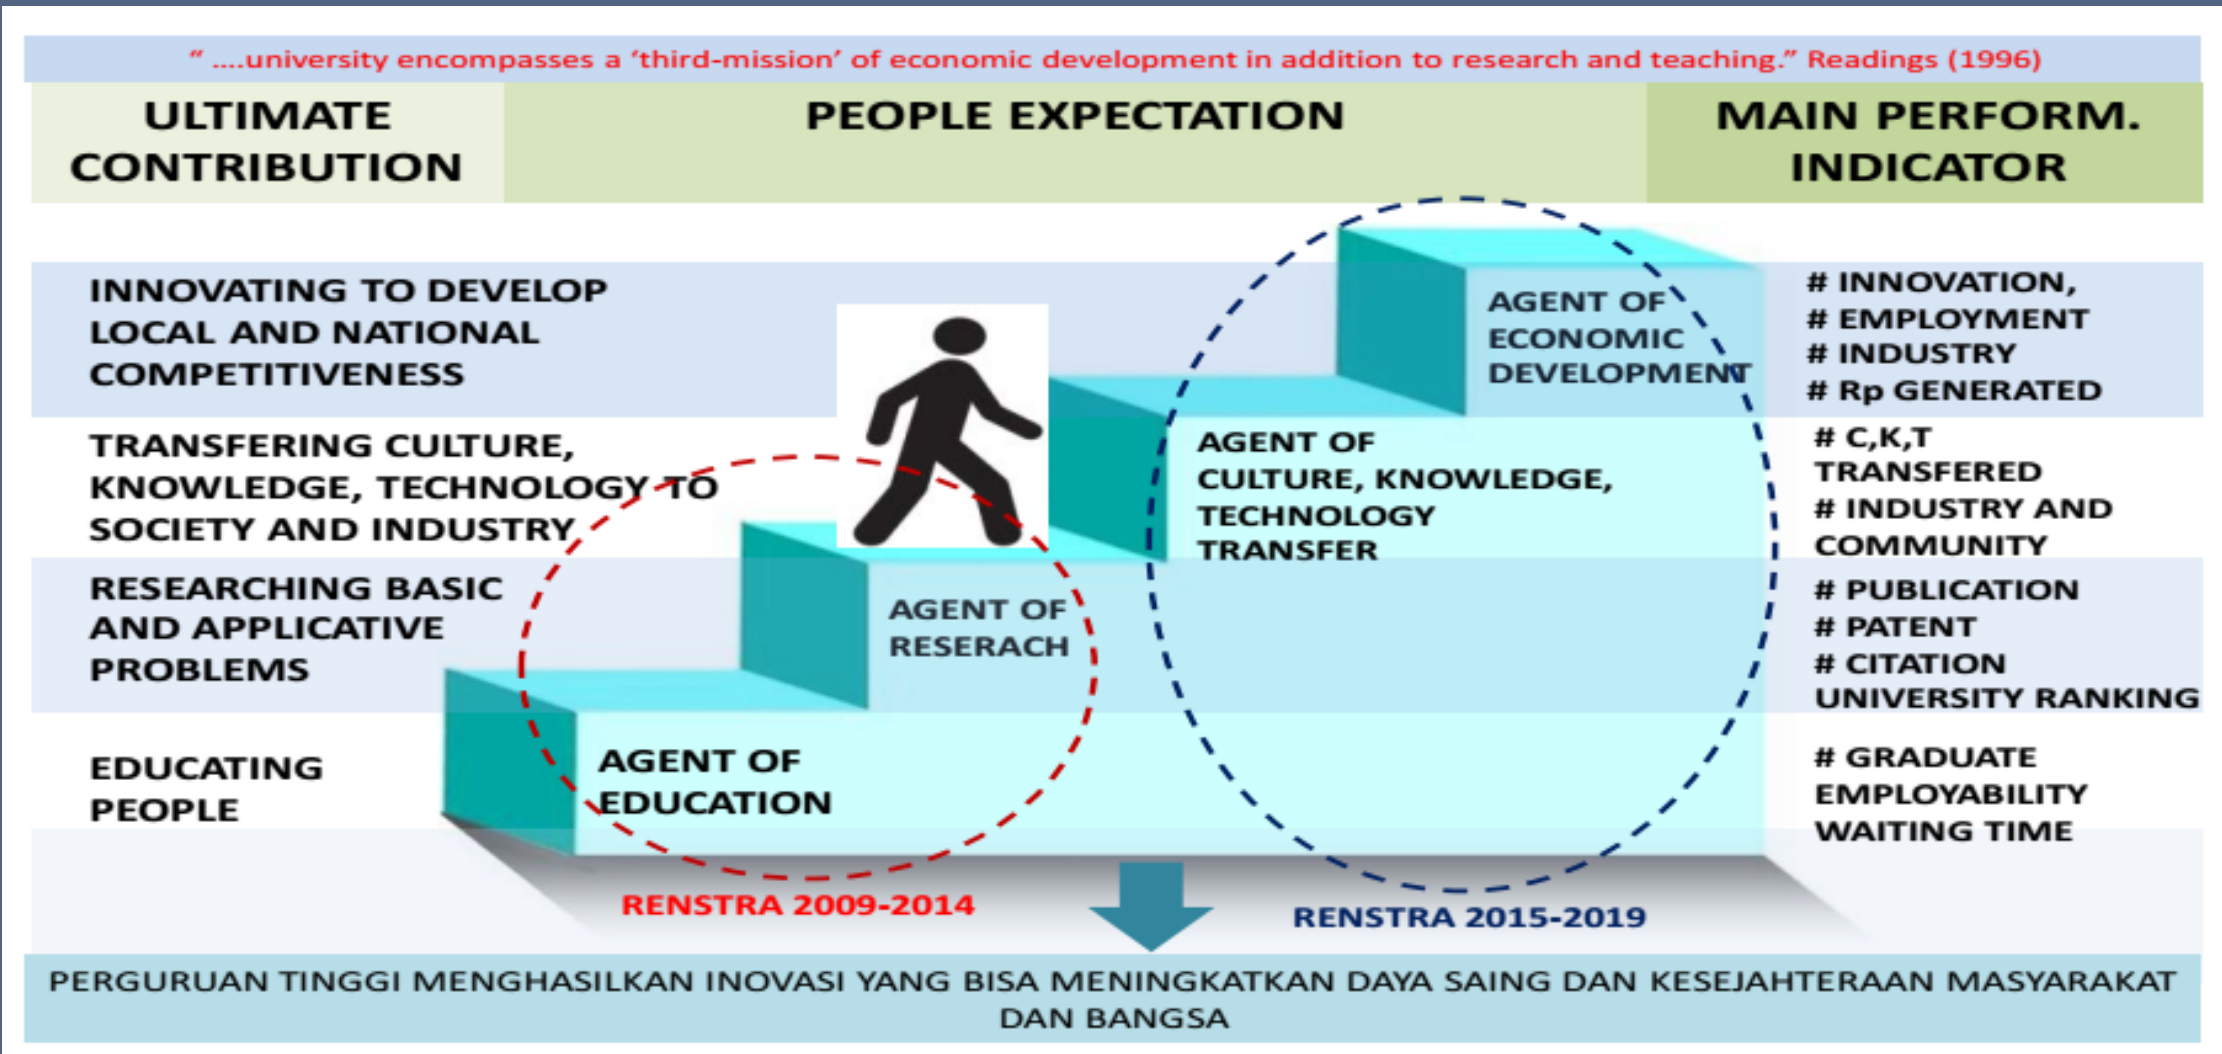 “ ....university encompasses a ‘third-mission’ of economic development in addition to research and teaching.” Readings (1996)
ULTIMATE
CONTRIBUTION
PEOPLE EXPECTATION
MAIN PERFORM.
INDICATOR
INNOVATING TO DEVELOP
LOCAL AND NATIONAL
COMPETITIVENESS
AGENT OF
ECONOMIC
DEVELOPMENT
# INNOVATION,
# EMPLOYMENT
# INDUSTRY
# Rp GENERATED
TRANSFERING CULTURE,
KNOWLEDGE, TECHNOLOGY TO
SOCIETY AND INDUSTRY
AGENT OF
CULTURE, KNOWLEDGE,
TECHNOLOGY
TRANSFER
# C,K,T
TRANSFERED
# INDUSTRY AND
COMMUNITY
RESEARCHING BASIC
AND APPLICATIVE
PROBLEMS
AGENT OF
RESERACH
# PUBLICATION
# PATENT
# CITATION
UNIVERSITY RANKING
EDUCATING
PEOPLE
AGENT OF
EDUCATION
# GRADUATE
EMPLOYABILITY
WAITING TIME
RENSTRA 2009-2014
RENSTRA 2015-2019
PERGURUAN TINGGI MENGHASILKAN INOVASI YANG BISA MENINGKATKAN DAYA SAING DAN KESEJAHTERAAN MASYARAKAT
DAN BANGSA